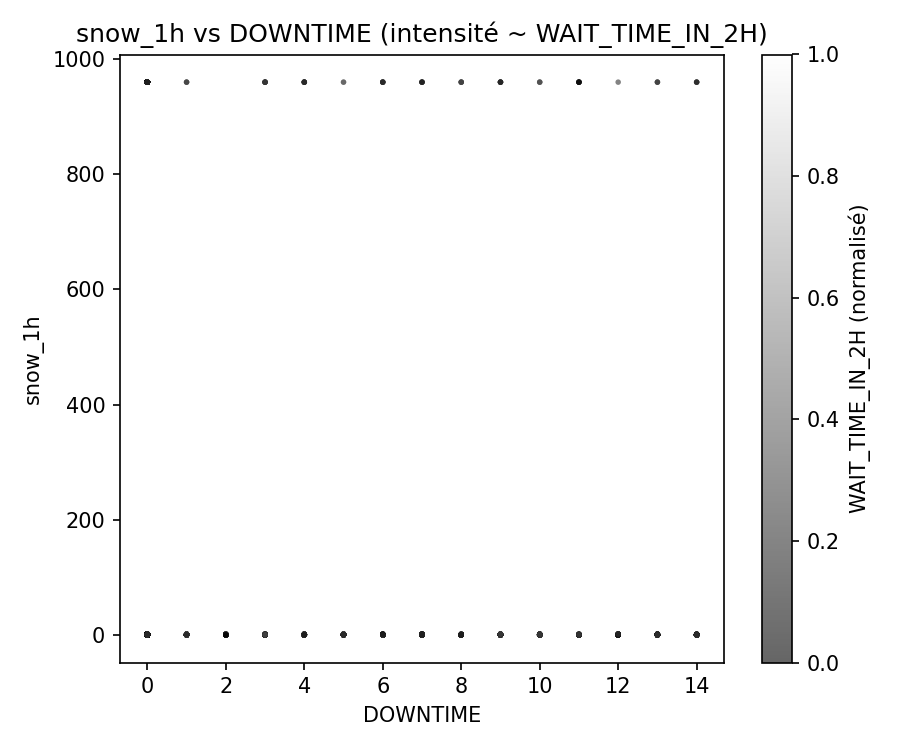 snow_1h vs DOWNTIME (intensité ~ WAIT_TIME_IN_2H)
1000
800
600
400
200
0
snow_1h
0 2 4 6 8 10 12 14
DOWNTIME
1.0
0.8
0.6
0.4
0.2
0.0
WAIT_TIME_IN_2H (normalisé)